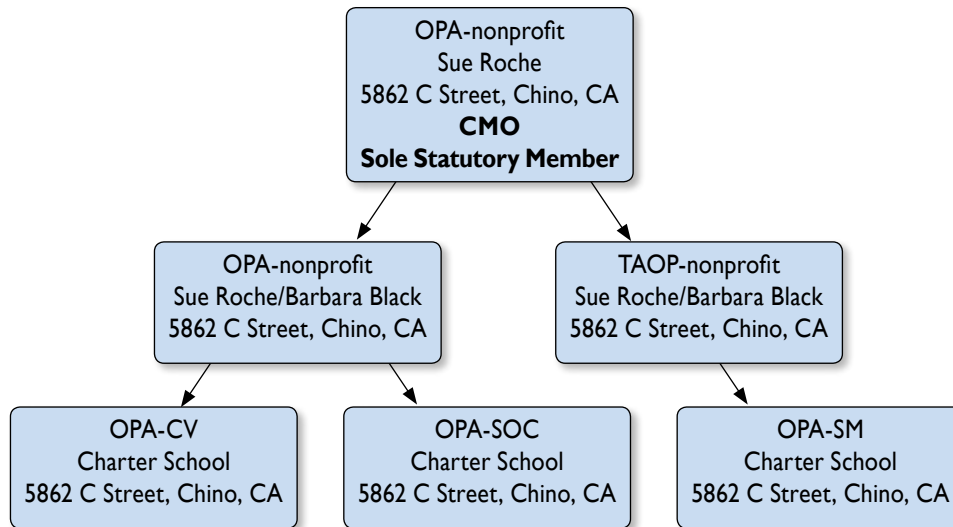 OPA-nonprofit
Sue Roche
5862 C Street, Chino, CA
CMO
Sole Statutory Member
OPA-nonprofit
Sue Roche/Barbara Black
5862 C Street, Chino, CA
TAOP-nonprofit
Sue Roche/Barbara Black
5862 C Street, Chino, CA
OPA-CV
Charter School
5862 C Street, Chino, CA
OPA-SOC
Charter School
5862 C Street, Chino, CA
OPA-SM
Charter School
5862 C Street, Chino, CA